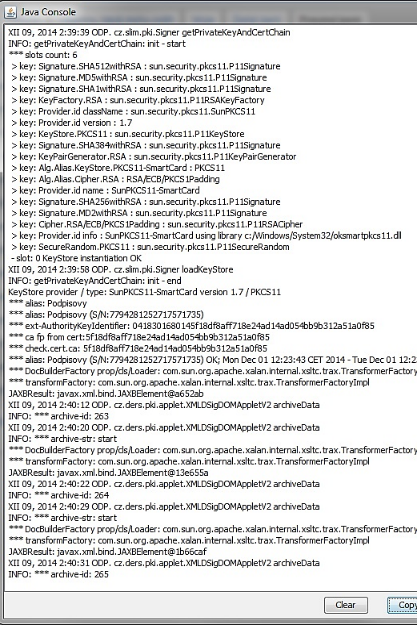 Java Console
XII 09, 2014 2:39:39 ODP. cz.slim.pki.Signer getPrivateKeyAndCertChain
INFO: getPrivateKeyAndCertChain: init - start
*** slots count: 6
> key: Signature.SHA512withRSA : sun.security.pkcs11.P11Signature
> key: Signature.MD5withRSA : sun.security.pkcs11.P11Signature
> key: Signature.SHA1withRSA : sun.security.pkcs11.P11Signature
> key: KeyFactory.RSA : sun.security.pkcs11.P11RSAKeyFactory
> key: Provider.id className : sun.security.pkcs11.SunPKCS11
> key: Provider.id version : 1.7
> key: KeyStore.PKCS11 : sun.security.pkcs11.P11KeyStore
> key: Signature.SHA384withRSA : sun.security.pkcs11.P11Signature
> key: KeyPairGenerator.RSA : sun.security.pkcs11.P11KeyPairGenerator
> key: Alg.Alias.KeyStore.PKCS11-SmartCard : PKCS11
> key: Alg.Alias.Cipher.RSA : RSA/ECB/PKCS1Padding
> key: Provider.id name : SunPKCS11-SmartCard
> key: Signature.SHA256withRSA : sun.security.pkcs11.P11Signature
> key: Signature.MD2withRSA : sun.security.pkcs11.P11Signature
> key: Cipher.RSA/ECB/PKCS1Padding : sun.security.pkcs11.P11RSACipher
> key: Provider.id info : SunPKCS11-SmartCard using library c:/Windows/System32/oksmartpkcs11.dll
> key: SecureRandom.PKCS11 : sun.security.pkcs11.P11SecureRandom
- slot: 0 KeyStore instantiation OK
XII 09, 2014 2:39:58 ODP. cz.slim.pki.Signer loadKeyStore
INFO: getPrivateKeyAndCertChain: init - end
KeyStore provider / type: SunPKCS11-SmartCard version 1.7 / PKCS11
*** alias: Podpisovy
*** alias: Podpisovy (S/N:7794281252717571735)
*** ext-AuthorityKeyIdentifier: 0418301680145f18df8aff718e24ad14ad054bb9b312a51a0f85
*** ca fp from cert:5f18df8aff718e24ad14ad054bb9b312a51a0f85
*** check.cert.ca: 5f18df8aff718e24ad14ad054bb9b312a51a0f85
*** alias: Podpisovy (S/N:7794281252717571735) OK; Mon Dec 01 12:23:43 CET 2014 - Tue Dec 01 12:2
*** DocBuilderFactory prop/cls/Loader: com.sun.org.apache.xalan.internal.xsltc.trax.TransformerFactory
*** transformFactory: com.sun.org.apache.xalan.internal.xsltc.trax.TransformerFactoryImpl
JAXBResult: javax.xml.bind.JAXBElement@a652ab
XII 09, 2014 2:40:12 ODP. cz.ders.pki.applet.XMLDSigDOMAppletV2 archiveData
INFO: *** archive-id: 263
XII 09, 2014 2:40:20 ODP. cz.ders.pki.applet.XMLDSigDOMAppletV2 archiveData
INFO: *** archive-str: start
*** DocBuilderFactory prop/cls/Loader: com.sun.org.apache.xalan.internal.xsltc.trax.TransformerFactory
*** transformFactory: com.sun.org.apache.xalan.internal.xsltc.trax.TransformerFactoryImpl
JAXBResult: javax.xml.bind.JAXBElement@13e655a
XII 09, 2014 2:40:22 ODP. cz.ders.pki.applet.XMLDSigDOMAppletV2 archiveData
INFO: *** archive-id: 264
XII 09, 2014 2:40:29 ODP. cz.ders.pki.applet.XMLDSigDOMAppletV2 archiveData
INFO: *** archive-str: start
*** DocBuilderFactory prop/cls/Loader: com.sun.org.apache.xalan.internal.xsltc.trax.TransformerFactory
*** transformFactory: com.sun.org.apache.xalan.internal.xsltc.trax.TransformerFactoryImpl
JAXBResult: javax.xml.bind.JAXBElement@1b66caf
XII 09, 2014 2:40:31 ODP. cz.ders.pki.applet.XMLDSigDOMAppletV2 archiveData
INFO: *** archive-id: 265
Clear
Copy